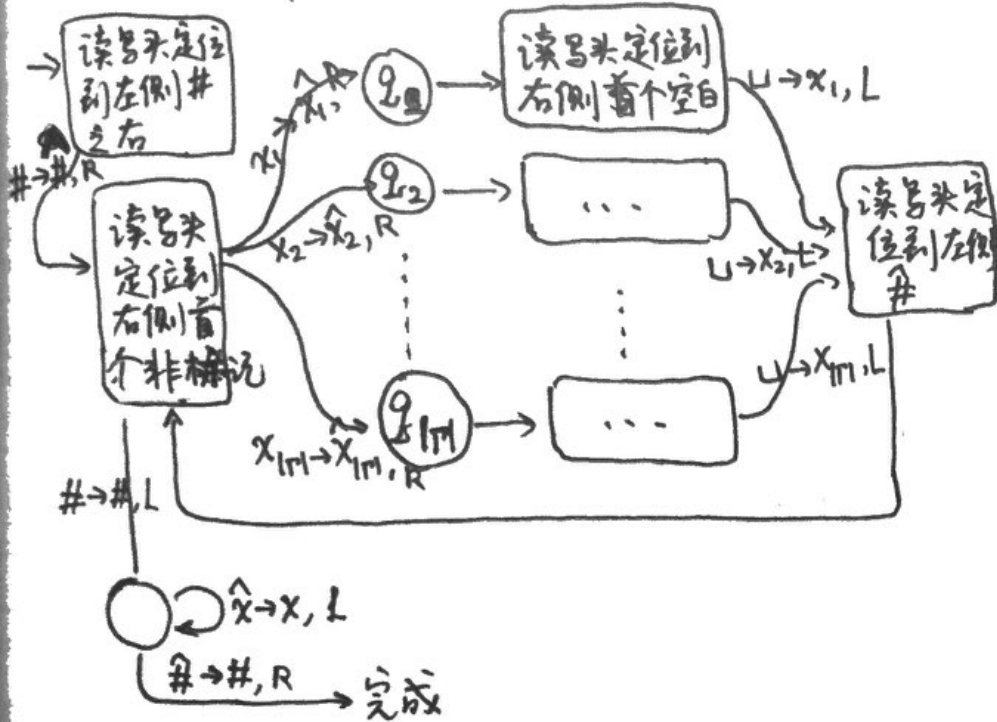 读写头定位
到左侧#
之右
#→#, R
读写头
定位到
右侧首
个非标记
x₁→x̂₁, R
q₁
读写头定位到
右侧首个空白
⊔→x₁, L
x₂→x̂₂, R
q₂
...
⊔→x₂, L
x|Γ|→x̂|Γ|, R
q|Γ|
...
⊔→x|Γ|, L
读写头定
位到左侧
#̂
#→#, L
x̂→x, L
#̂→#, R
完成